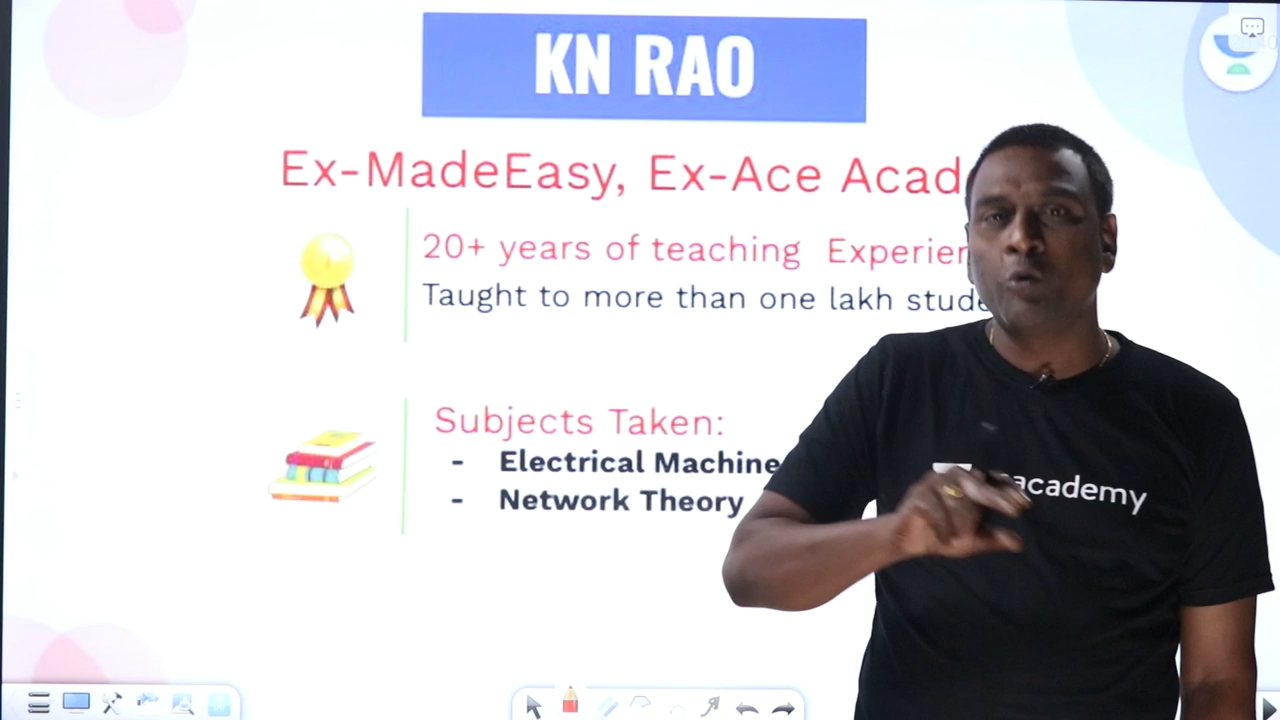 KN RAO
Ex-MadeEasy, Ex-Ace Acad
20+ years of teaching Experien
Taught to more than one lakh stude
Subjects Taken:
- Electrical Machine
- Network Theory
academy